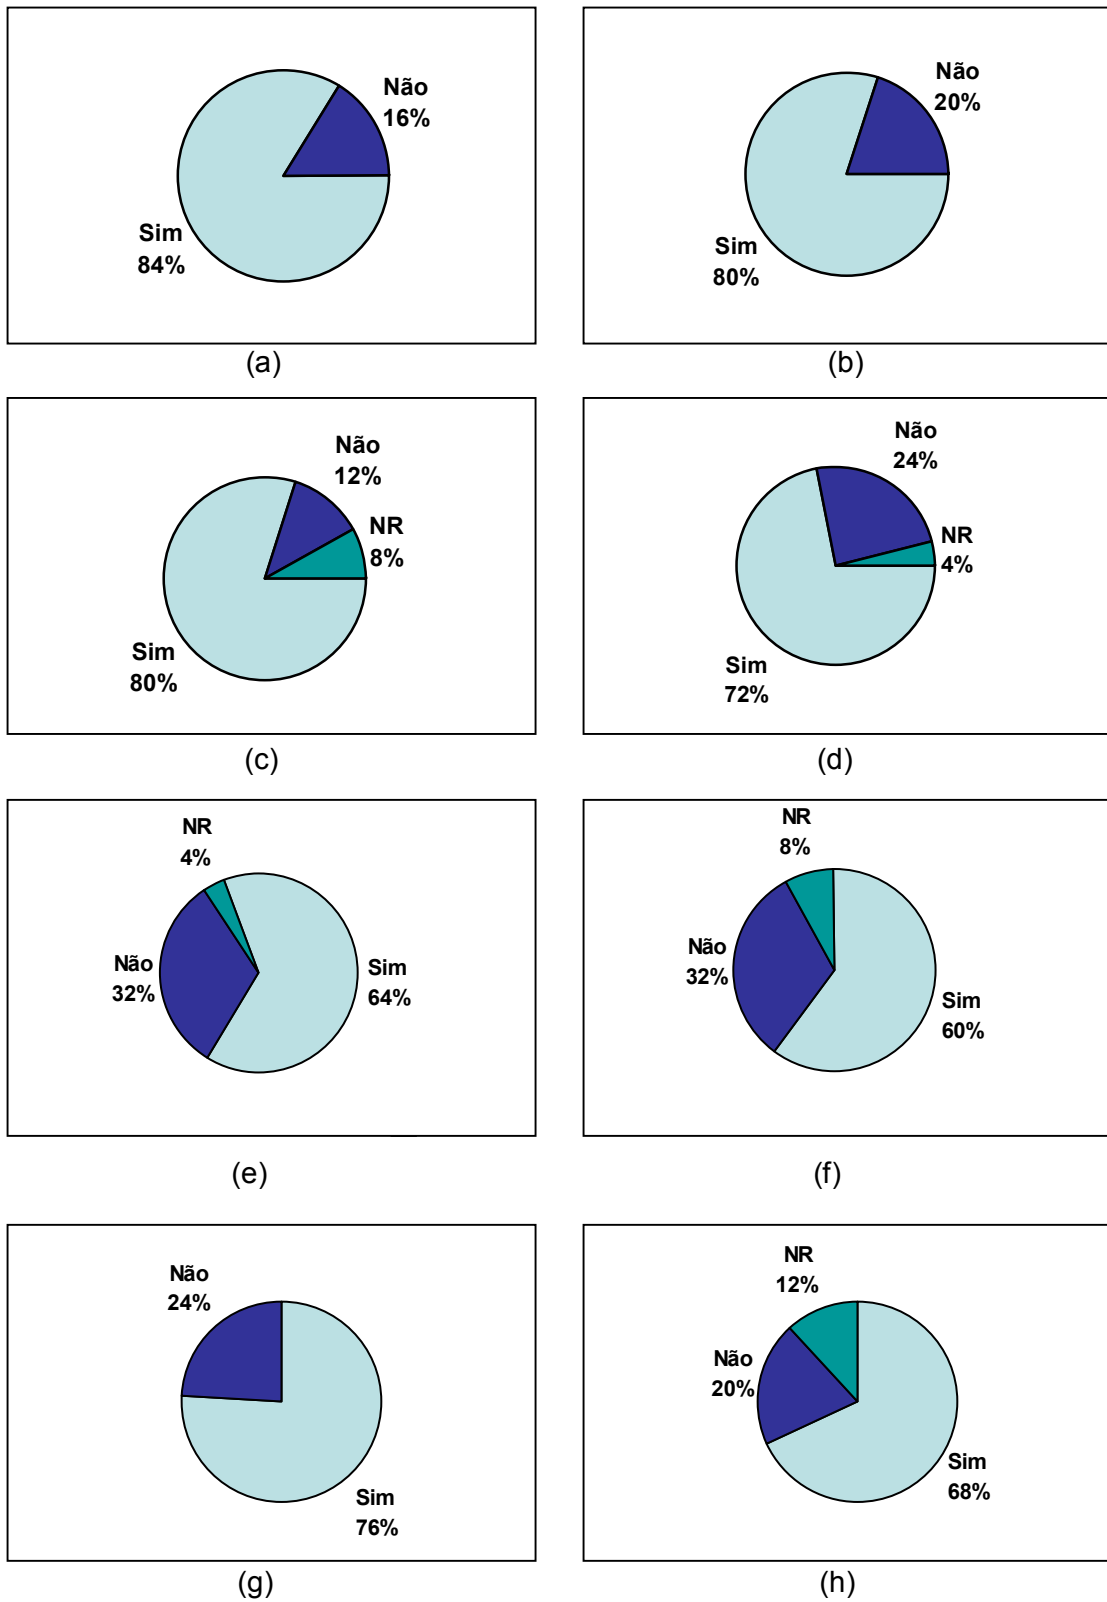 Não
16%
Sim
84%
(a)
Não
20%
Sim
80%
(b)
Não
12%
NR
8%
Sim
80%
(c)
Não
24%
NR
4%
Sim
72%
(d)
NR
4%
Não
32%
Sim
64%
(e)
NR
8%
Não
32%
Sim
60%
(f)
Não
24%
Sim
76%
(g)
NR
12%
Não
20%
Sim
68%
(h)